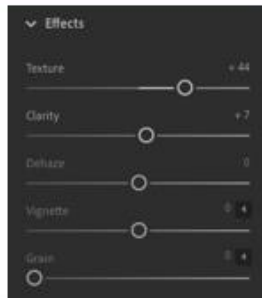 Effects
Texture + 44
Clarity + 7
Dehaze 0
Vignette 0
Grain 0